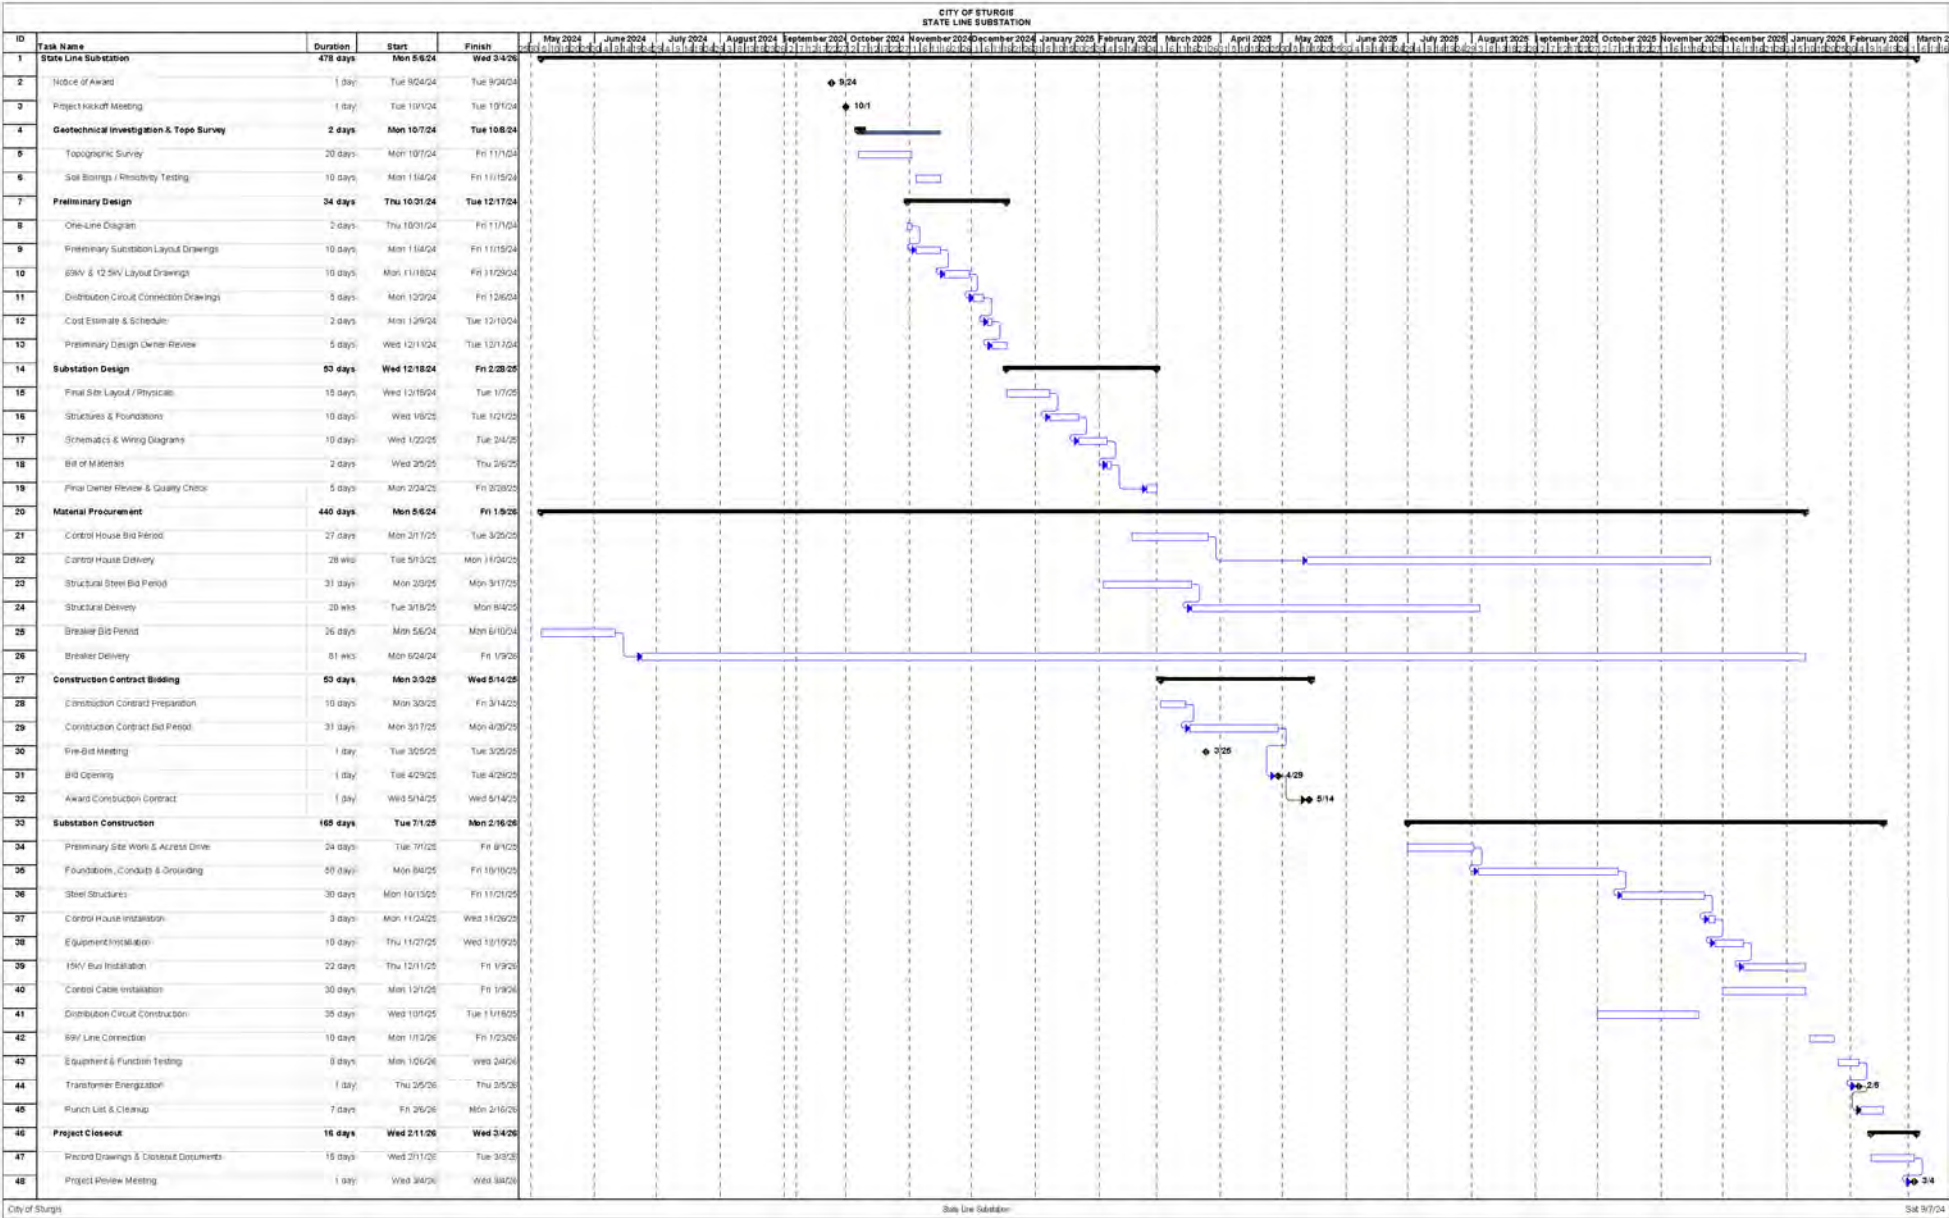 CITY OF STURGIS
STATE LINE SUBSTATION
ID Task Name Duration Start Finish May 2024 June 2024 July 2024 August 2024 September 2024 October 2024 November 2024 December 2024 January 2025 February 2025 March 2025 April 2025 May 2025 June 2025 July 2025 August 2025 September 2025 October 2025 November 2025 December 2025 January 2026 February 2026 March 2
1 State Line Substation 478 days Mon 5/6/24 Wed 3/4/26
2 Notice of Award 1 day Tue 9/24/24 Tue 9/24/24 9/24
3 Project Kickoff Meeting 1 day Tue 10/1/24 Tue 10/1/24 10/1
4 Geotechnical Investigation & Topo Survey 2 days Mon 10/7/24 Tue 10/8/24
5 Topographic Survey 20 days Mon 10/7/24 Fri 11/1/24
6 Soil Borings / Resistivity Testing 10 days Mon 11/4/24 Fri 11/15/24
7 Preliminary Design 34 days Thu 10/31/24 Tue 12/17/24
8 One-Line Diagram 2 days Thu 10/31/24 Fri 11/1/24
9 Preliminary Substation Layout Drawings 10 days Mon 11/4/24 Fri 11/15/24
10 69kV & 12.5kV Layout Drawings 10 days Mon 11/18/24 Fri 11/29/24
11 Distribution Circuit Connection Drawings 5 days Mon 12/2/24 Fri 12/6/24
12 Cost Estimate & Schedule 2 days Mon 12/9/24 Tue 12/10/24
13 Preliminary Design Owner Review 5 days Wed 12/11/24 Tue 12/17/24
14 Substation Design 53 days Wed 12/18/24 Fri 2/28/25
15 Final Site Layout / Physicals 15 days Wed 12/18/24 Tue 1/7/25
16 Structures & Foundations 10 days Wed 1/8/25 Tue 1/21/25
17 Schematics & Wiring Diagrams 10 days Wed 1/22/25 Tue 2/4/25
18 Bill of Materials 2 days Wed 2/5/25 Thu 2/6/25
19 Final Owner Review & Quality Check 5 days Mon 2/24/25 Fri 2/28/25
20 Material Procurement 440 days Mon 5/6/24 Fri 1/9/26
21 Control House Bid Period 27 days Mon 2/17/25 Tue 3/25/25
22 Control House Delivery 28 wks Tue 5/13/25 Mon 11/24/25
23 Structural Steel Bid Period 31 days Mon 2/3/25 Mon 3/17/25
24 Structural Delivery 20 wks Tue 3/18/25 Mon 8/4/25
25 Breaker Bid Period 26 days Mon 5/6/24 Mon 6/10/24
26 Breaker Delivery 81 wks Mon 6/24/24 Fri 1/9/26
27 Construction Contract Bidding 53 days Mon 3/3/25 Wed 5/14/25
28 Construction Contract Preparation 10 days Mon 3/3/25 Fri 3/14/25
29 Construction Contract Bid Period 31 days Mon 3/17/25 Mon 4/28/25
30 Pre-Bid Meeting 1 day Tue 3/25/25 Tue 3/25/25 3/25
31 Bid Opening 1 day Tue 4/29/25 Tue 4/29/25 4/29
32 Award Construction Contract 1 day Wed 5/14/25 Wed 5/14/25 5/14
33 Substation Construction 165 days Tue 7/1/25 Mon 2/16/26
34 Preliminary Site Work & Access Drive 24 days Tue 7/1/25 Fri 8/1/25
35 Foundations, Conduits & Grounding 50 days Mon 8/4/25 Fri 10/10/25
36 Steel Structures 30 days Mon 10/13/25 Fri 11/21/25
37 Control House Installation 3 days Mon 11/24/25 Wed 11/26/25
38 Equipment Installation 10 days Thu 11/27/25 Wed 12/10/25
39 15kV Bus Installation 22 days Thu 12/11/25 Fri 1/9/26
40 Control Cable Installation 30 days Mon 12/1/25 Fri 1/9/26
41 Distribution Circuit Construction 35 days Wed 10/1/25 Tue 11/18/25
42 69kV Line Connection 10 days Mon 1/12/26 Fri 1/23/26
43 Equipment & Function Testing 8 days Mon 1/26/26 Wed 2/4/26
44 Transformer Energization 1 day Thu 2/5/26 Thu 2/5/26 2/5
45 Punch List & Cleanup 7 days Fri 2/6/26 Mon 2/16/26
46 Project Closeout 16 days Wed 2/11/26 Wed 3/4/26
47 Record Drawings & Closeout Documents 15 days Wed 2/11/26 Tue 3/3/26
48 Project Review Meeting 1 day Wed 3/4/26 Wed 3/4/26 3/4
City of Sturgis State Line Substation Sat 9/7/24